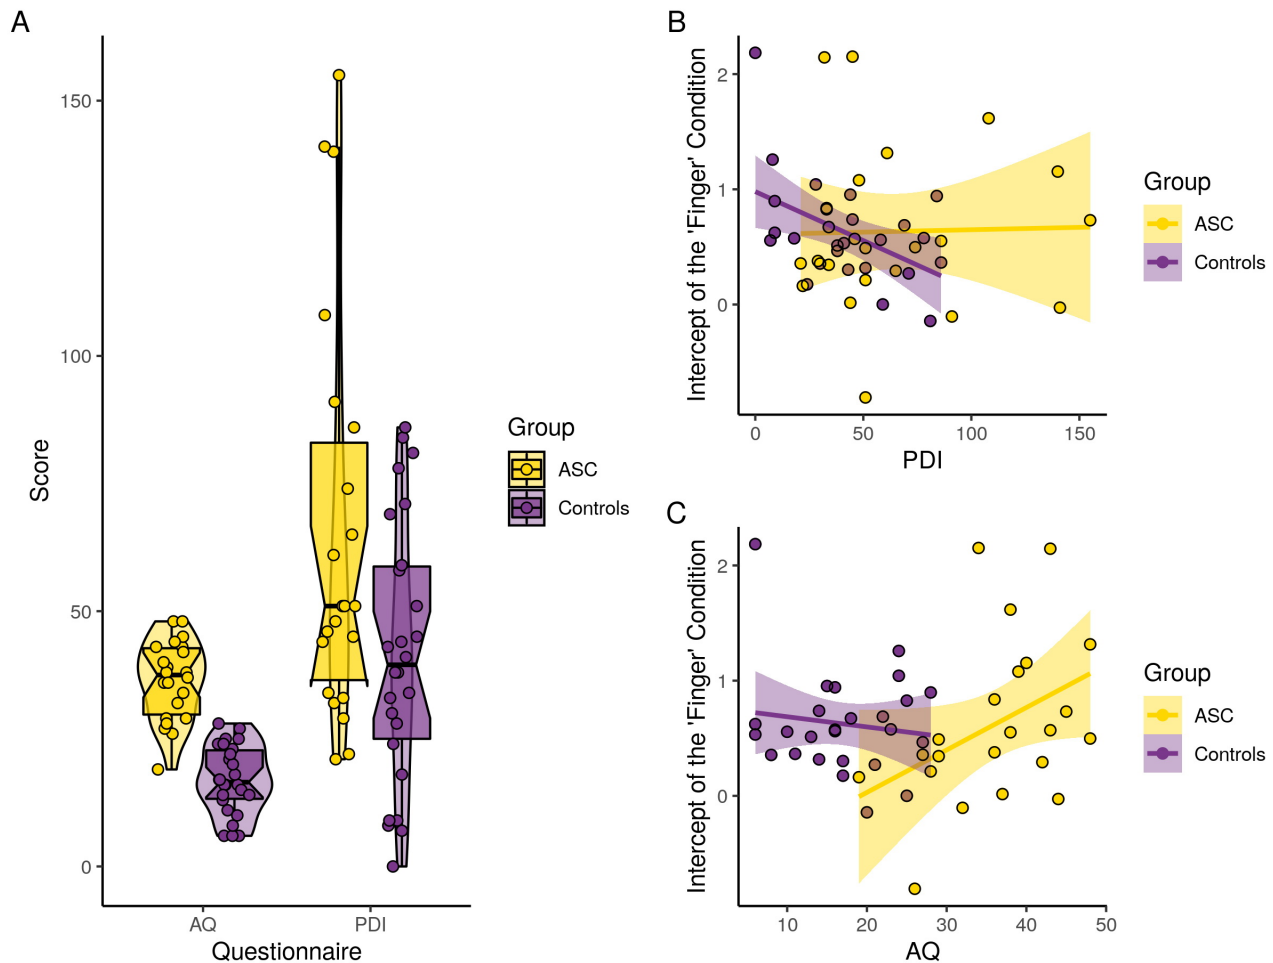 A
Score
150
100
50
0
AQ
PDI
Questionnaire
Group
ASC
Controls
B
Intercept of the 'Finger' Condition
2
1
0
0
50
100
150
PDI
Group
ASC
Controls
C
Intercept of the 'Finger' Condition
2
1
0
10
20
30
40
50
AQ
Group
ASC
Controls